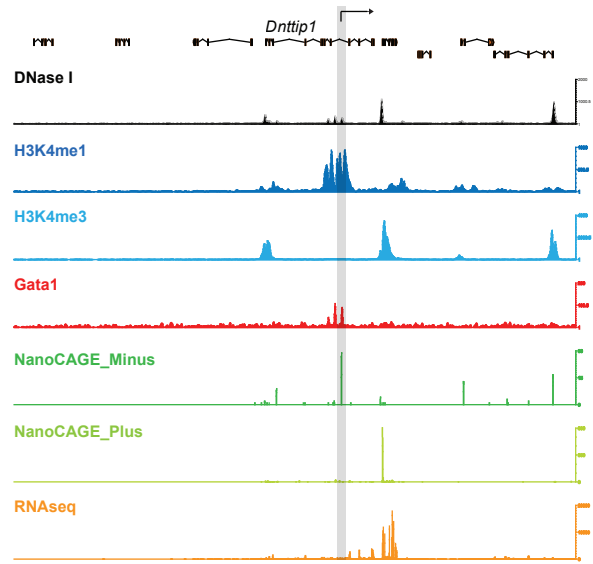 Dnttip1
DNase I
H3K4me1
H3K4me3
Gata1
NanoCAGE_Minus
NanoCAGE_Plus
RNAseq